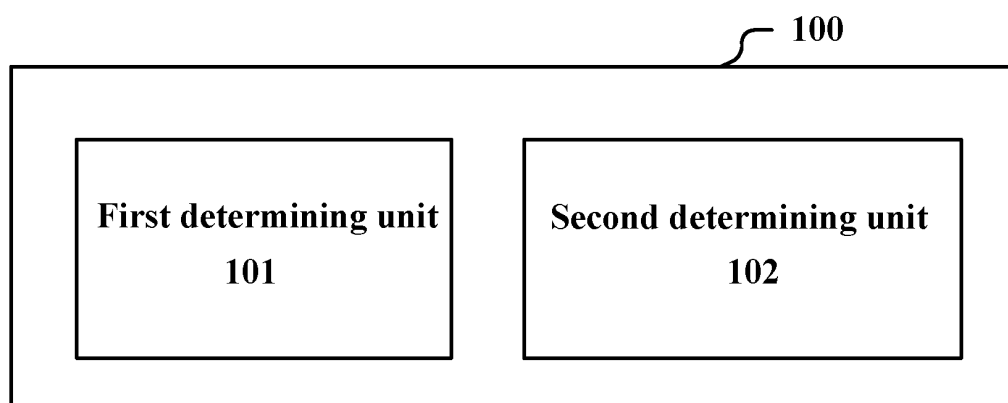 100
First determining unit
101
Second determining unit
102